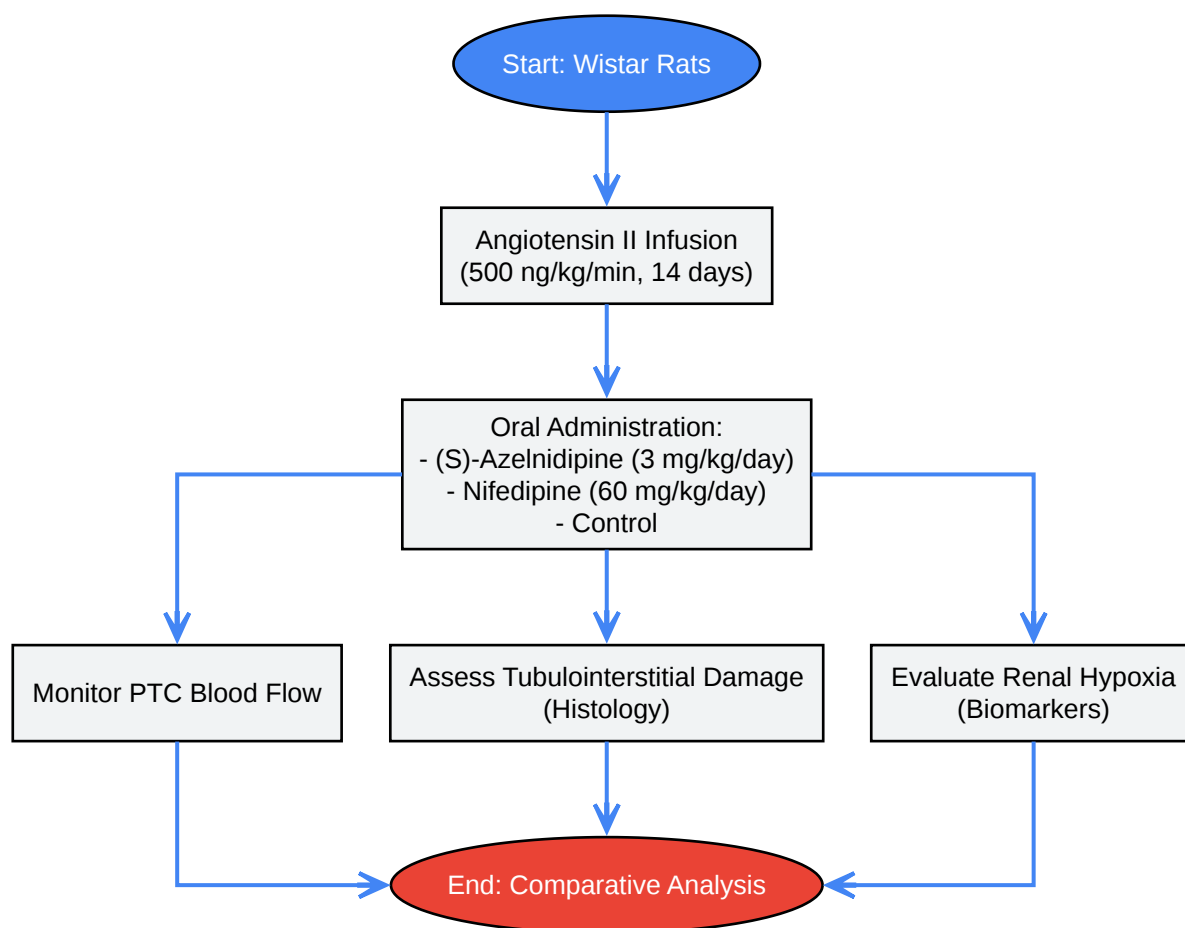 Start: Wistar Rats
Angiotensin II Infusion
(500 ng/kg/min, 14 days)
Oral Administration:
- (S)-Azelnidipine (3 mg/kg/day)
- Nifedipine (60 mg/kg/day)
- Control
Monitor PTC Blood Flow
Assess Tubulointerstitial Damage
(Histology)
Evaluate Renal Hypoxia
(Biomarkers)
End: Comparative Analysis